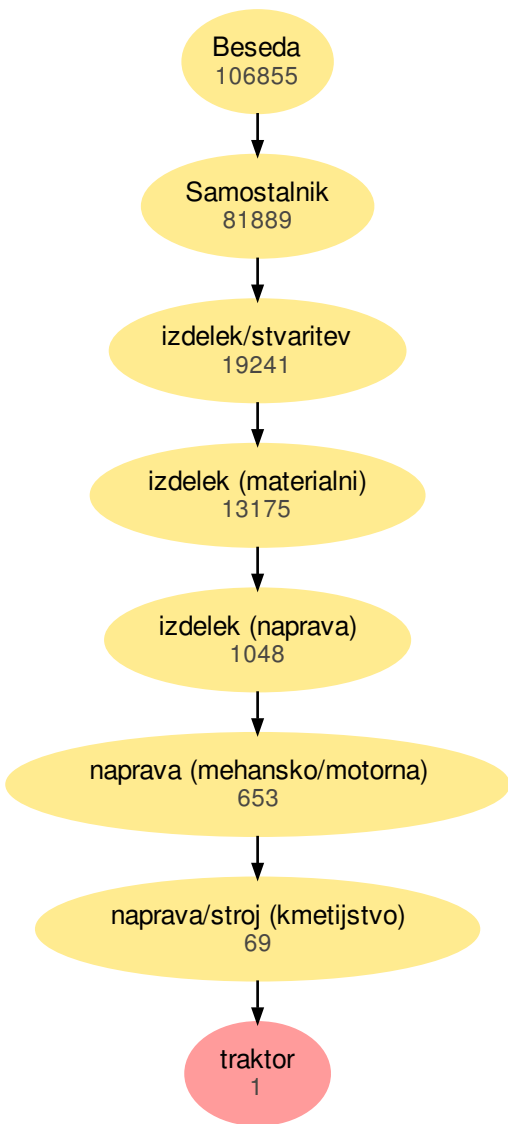 Beseda
106855
Samostalnik
81889
izdelek/stvaritev
19241
izdelek (materialni)
13175
izdelek (naprava)
1048
naprava (mehansko/motorna)
653
naprava/stroj (kmetijstvo)
69
traktor
1